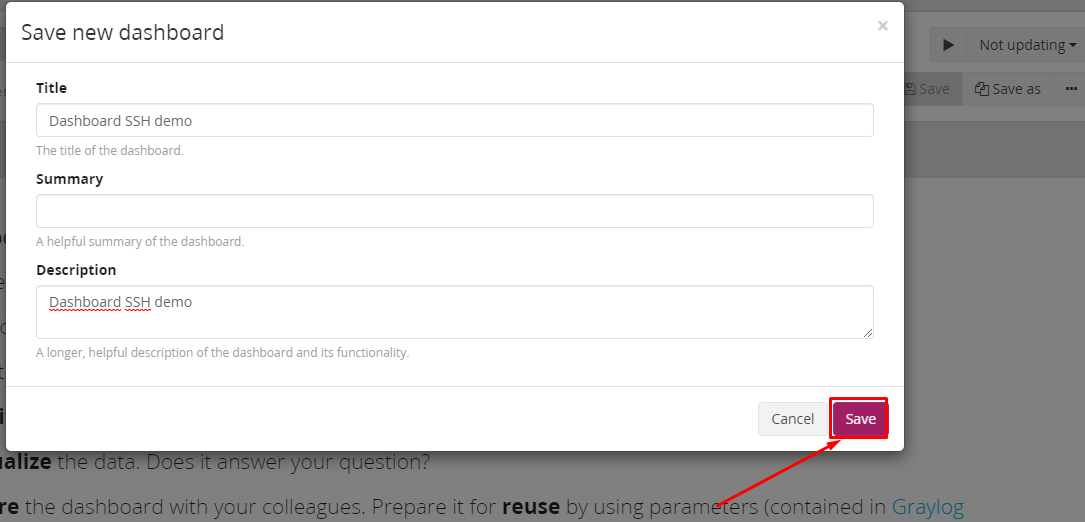 Save new dashboard ×
Not updating
Title
Save Save as ...
Dashboard SSH demo
The title of the dashboard.
Summary
A helpful summary of the dashboard.
Description
Dashboard SSH demo
A longer, helpful description of the dashboard and its functionality.
Cancel Save
the data. Does it answer your question?
the dashboard with your colleagues. Prepare it for reuse by using parameters (contained in Graylog